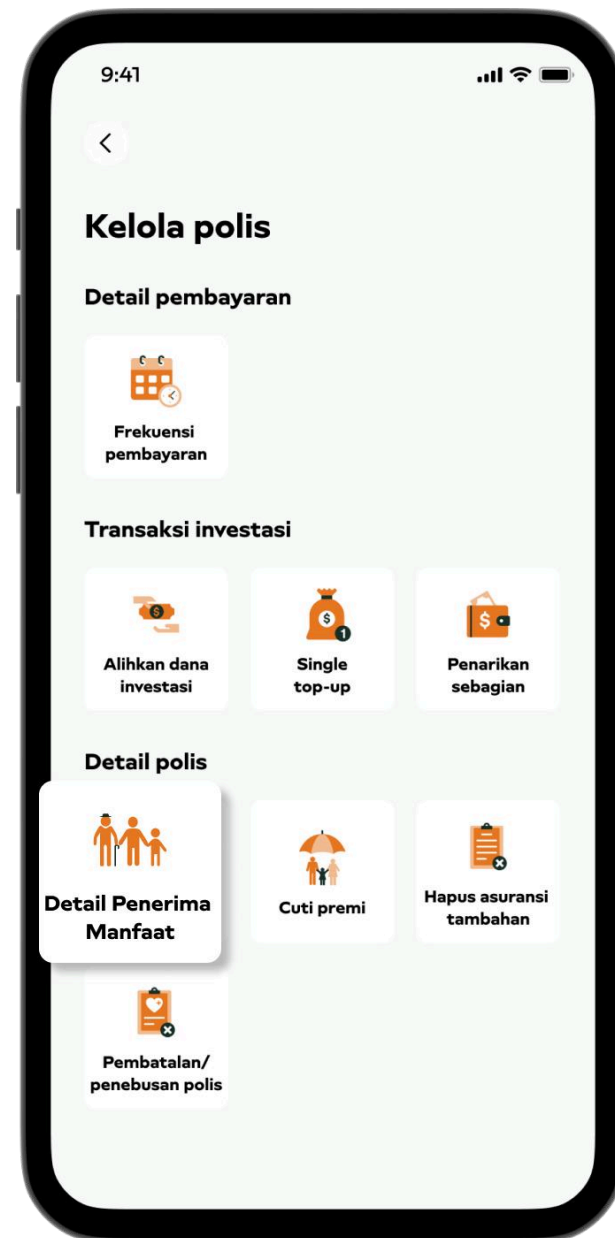 9:41
Kelola polis
Detail pembayaran
Frekuensi
pembayaran
Transaksi investasi
Alihkan dana
investasi
Single
top-up
Penarikan
sebagian
Detail polis
Detail Penerima
Manfaat
Cuti premi
Hapus asuransi
tambahan
Pembatalan/
penebusan polis